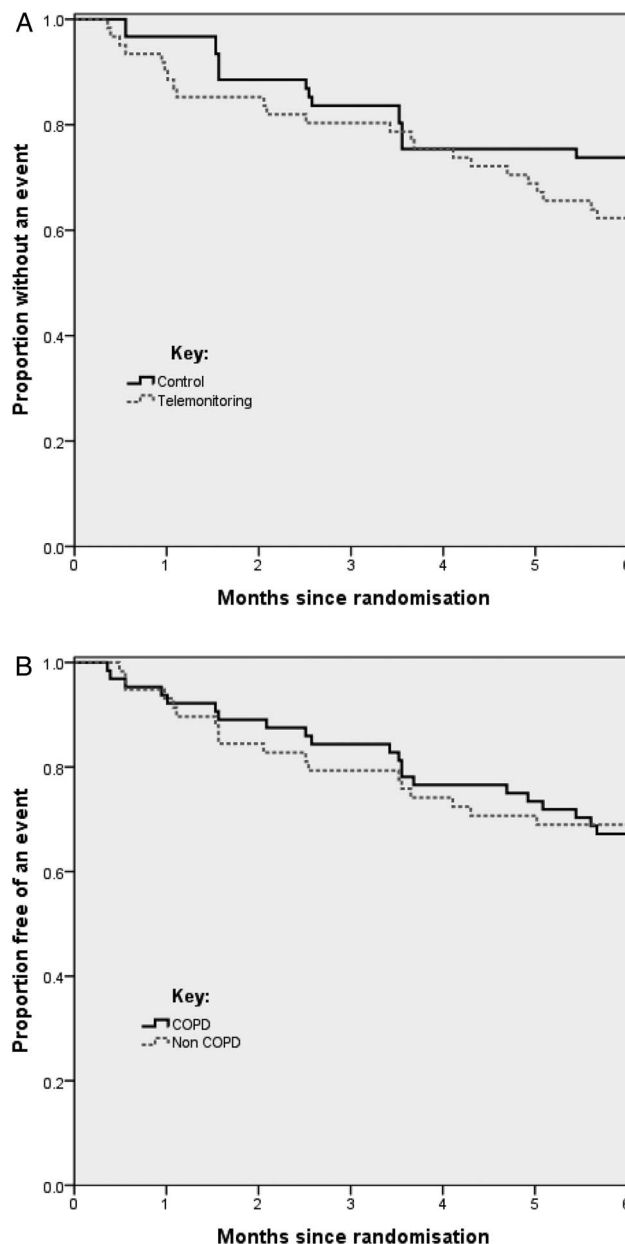 A
Proportion without an event
1.0
0.8
0.6
0.4
0.2
0.0
Key:
Control
Telemonitoring
0 1 2 3 4 5 6
Months since randomisation
B
Proportion free of an event
1.0
0.8
0.6
0.4
0.2
0.0
Key:
COPD
Non COPD
0 1 2 3 4 5 6
Months since randomisation